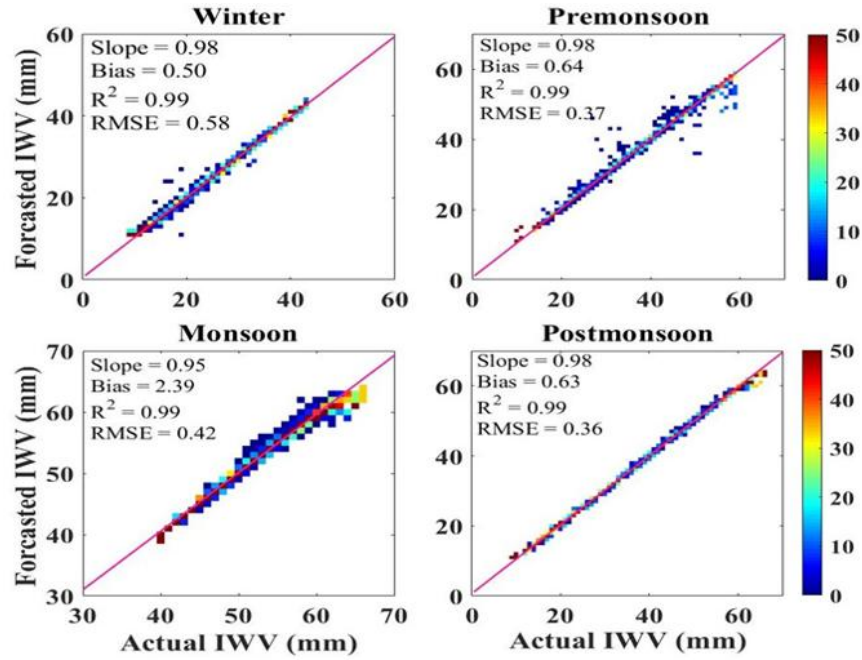 Winter
Forcasted IWV (mm)
60
40
20
0
Slope = 0.98
Bias = 0.50
R² = 0.99
RMSE = 0.58
0 20 40 60
Premonsoon
60
40
20
0
Slope = 0.98
Bias = 0.64
R² = 0.99
RMSE = 0.37
0 20 40 60
50
40
30
20
10
0
Monsoon
Forcasted IWV (mm)
70
60
50
40
30
Slope = 0.95
Bias = 2.39
R² = 0.99
RMSE = 0.42
30 40 50 60 70
Actual IWV (mm)
Postmonsoon
60
40
20
0
Slope = 0.98
Bias = 0.63
R² = 0.99
RMSE = 0.36
0 20 40 60
Actual IWV (mm)
50
40
30
20
10
0